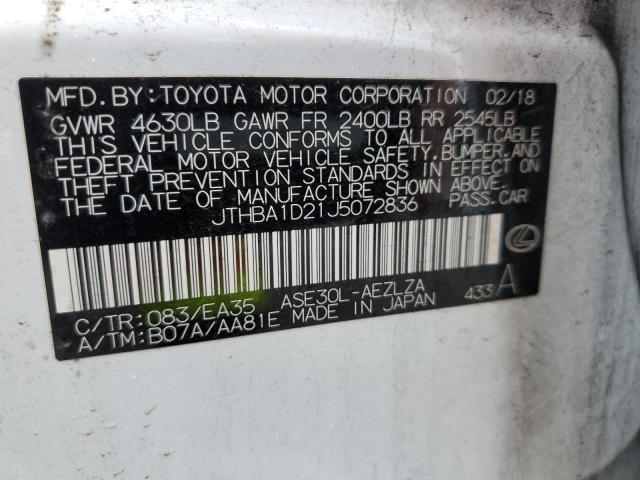 MFD.BY:TOYOTA MOTOR CORPORATION 02/18
GVWR 4630LB GAWR FR 2400LB RR 2545LB
THIS VEHICLE CONFORMS TO ALL APPLICABLE
FEDERAL MOTOR VEHICLE SAFETY,BUMPER,AND
THEFT PREVENTION STANDARDS IN EFFECT ON
THE DATE OF MANUFACTURE SHOWN ABOVE.
JTHBA1D21J5072836 PASS.CAR
C/TR:083/EA35 ASE30L-AEZLZA
A/TM:B07A/AA81E MADE IN JAPAN 433 A